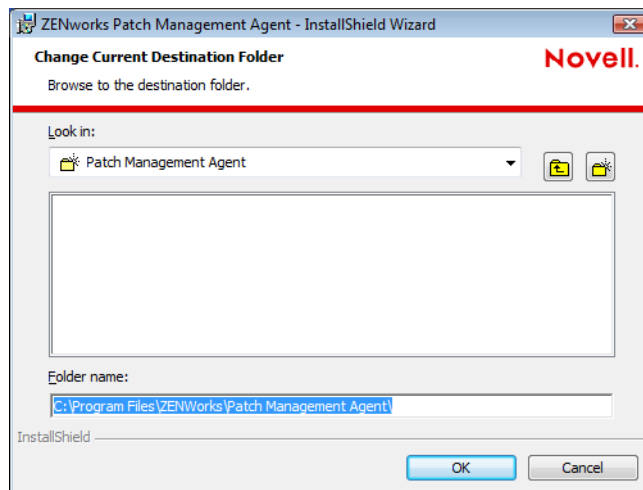 ZENworks Patch Management Agent - InstallShield Wizard
Change Current Destination Folder
Novell.
Browse to the destination folder.
Look in:
Patch Management Agent
Folder name:
C:\Program Files\ZENWorks\Patch Management Agent\
InstallShield
OK
Cancel